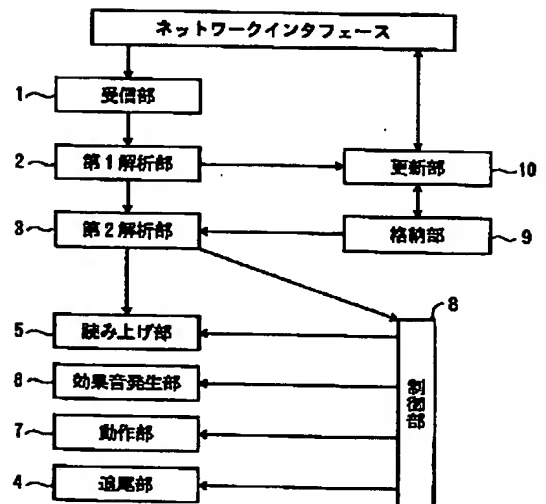 ネットワークインタフェース
1 受信部
2 第1解析部
更新部 10
3 第2解析部
格納部 9
8
5 読み上げ部
6 効果音発生部
制御部
7 動作部
4 追尾部